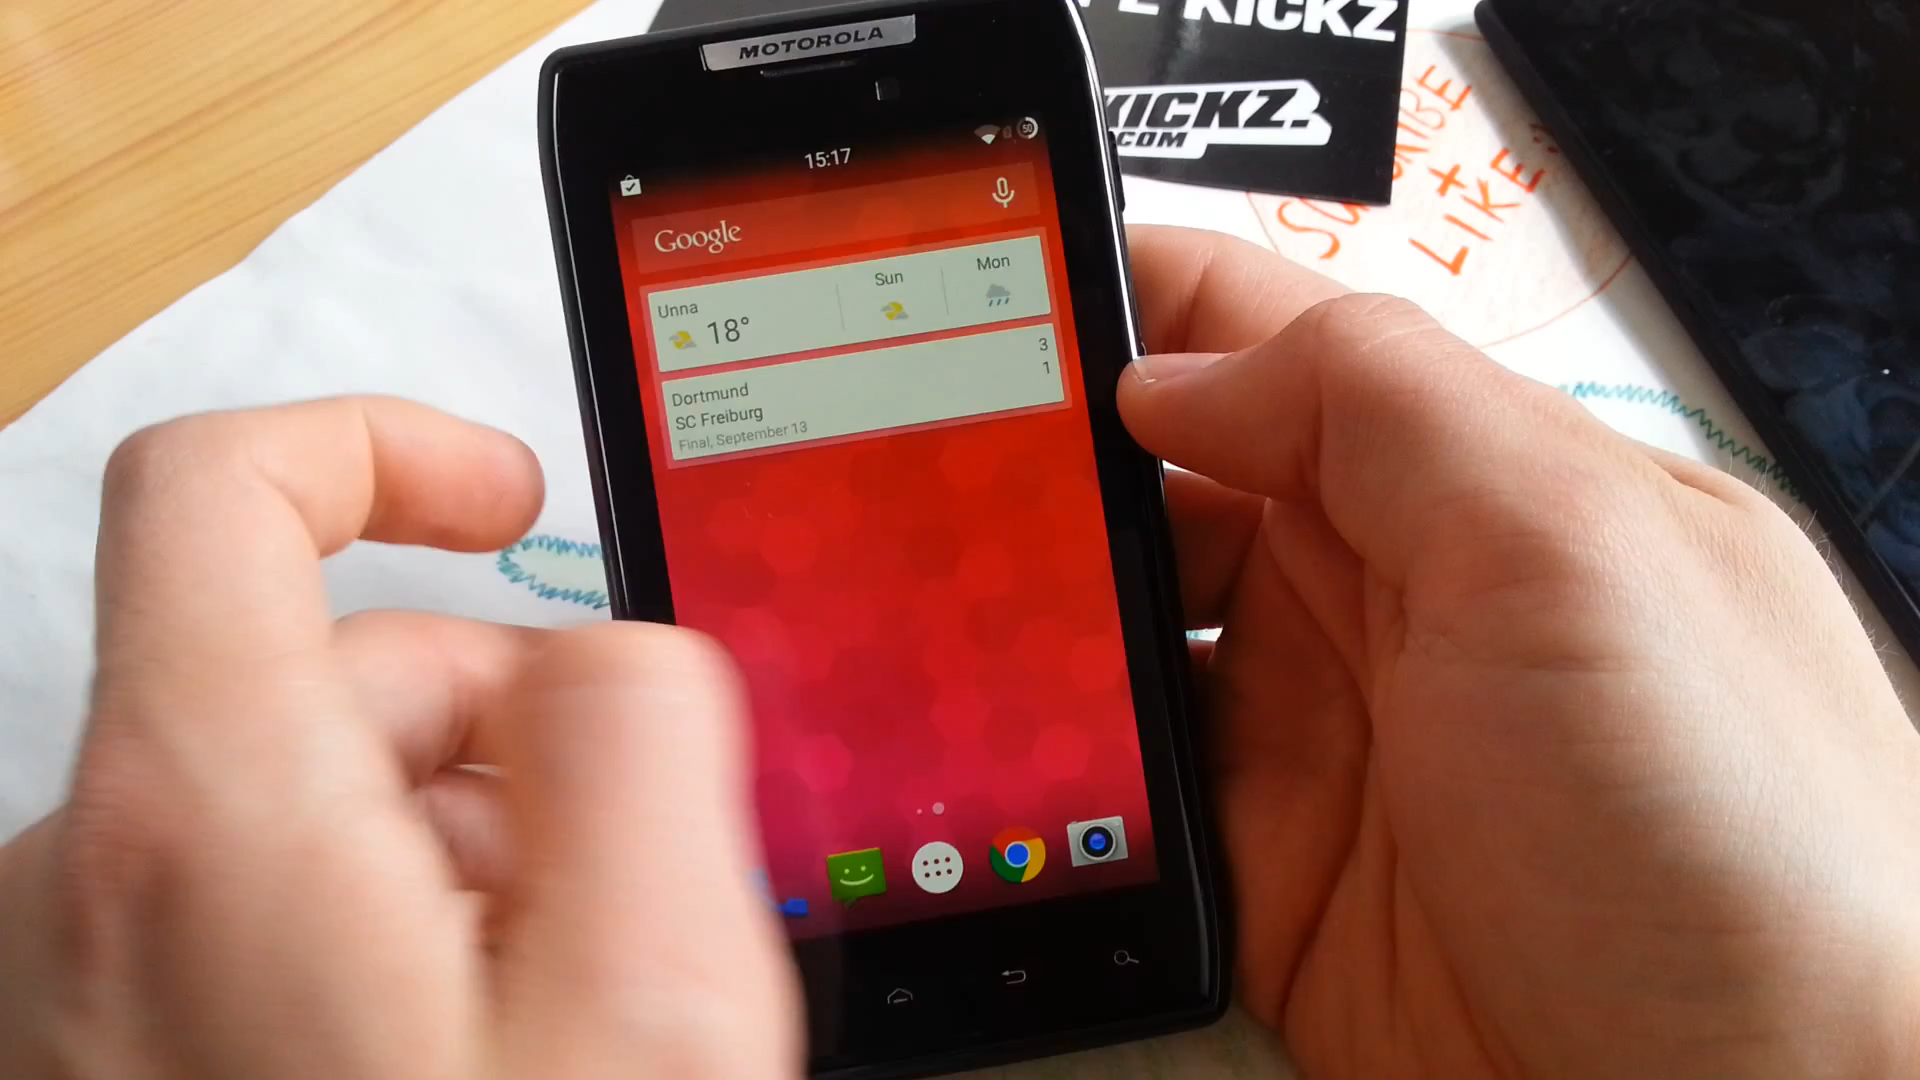 MOTOROLA
KICKZ
KICKZ.
.COM
+
LIKE
15:17
50
Google
Unna
18°
Sun
Mon
Dortmund
3
SC Freiburg
1
Final, September 13